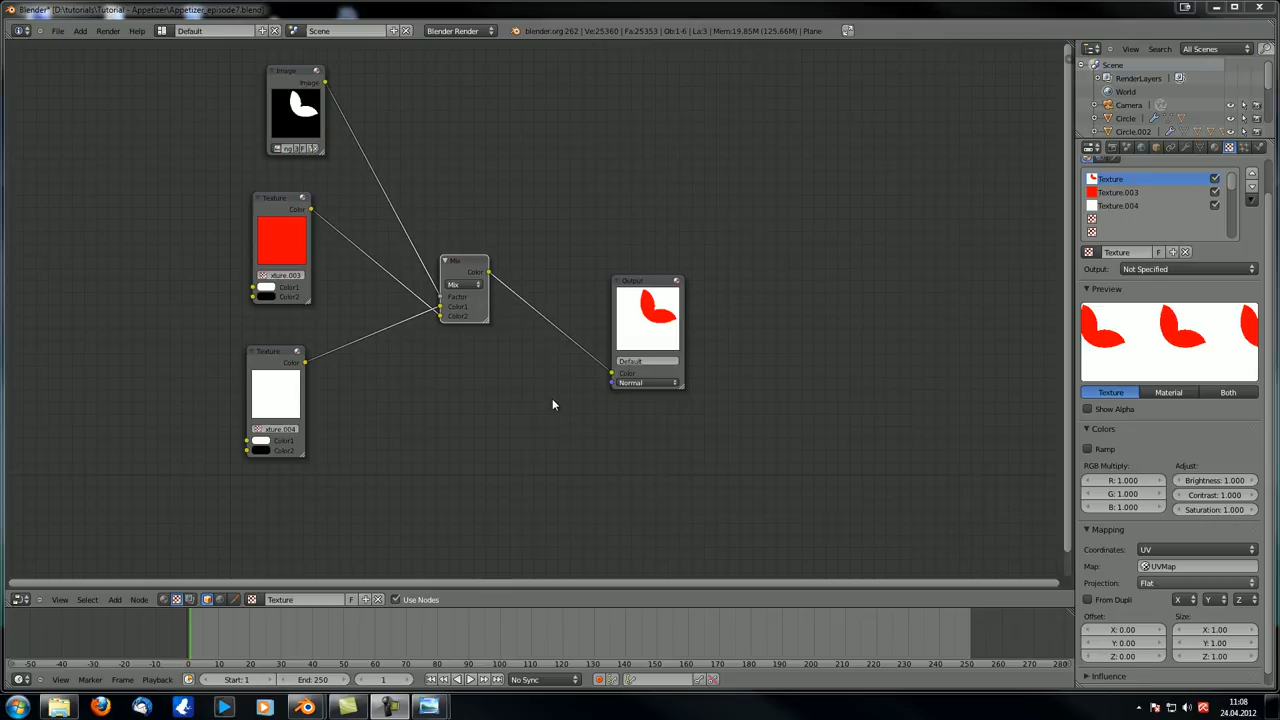 Blender* [D:\tutorials\Tutorial - Appetizer\Appetizer_episode7.blend]
File Add Render Help Default Scene Blender Render blender.org 262 | Ve:25360 | Fa:25353 | Ob:1-6 | La:3 | Mem:19.85M (125.66M) | Plane
View Search All Scenes
Scene
RenderLayers
World
Camera
Circle
Circle.002
Image
Image
3 F
Texture
Color
xture.003
Color1
Color2
Mix
Color
Mix
Factor
Color1
Color2
Output
Default
Color
Normal
Texture
Color
xture.004
Color1
Color2
Texture
Texture.003
Texture.004
Texture F
Output: Not Specified
Preview
Texture Material Both
Show Alpha
Colors
Ramp
RGB Multiply: Adjust:
R: 1.000 Brightness: 1.000
G: 1.000 Contrast: 1.000
B: 1.000 Saturation: 1.000
Mapping
Coordinates: UV
Map: UVMap
Projection: Flat
From Dupli X Y Z
Offset: Size:
X: 0.00 X: 1.00
Y: 0.00 Y: 1.00
Z: 0.00 Z: 1.00
Influence
View Select Add Node Texture F Use Nodes
-50 -40 -30 -20 -10 0 10 20 30 40 50 60 70 80 90 100 110 120 130 140 150 160 170 180 190 200 210 220 230 240 250 260 270 280
View Marker Frame Playback Start: 1 End: 250 1 No Sync
11:08
24.04.2012